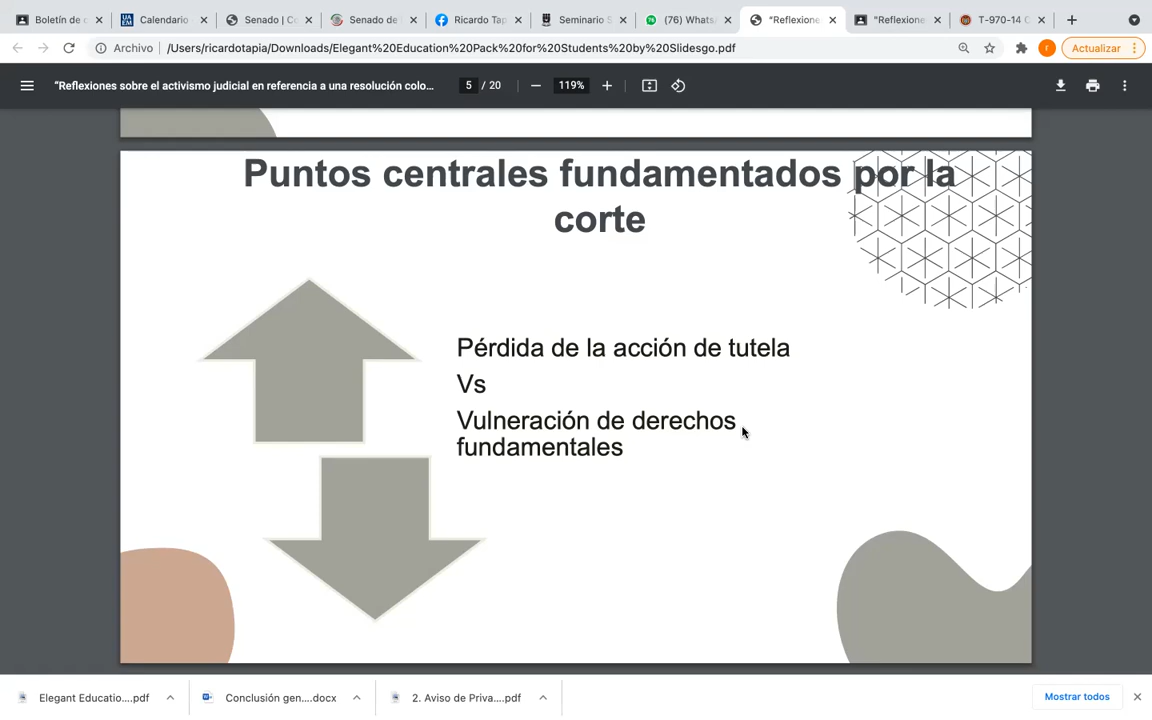 Boletín de c
Calendario
Senado | Co
Senado de
Ricardo Tap
Seminario S
(76) Whats
"Reflexione
"Reflexione
T-970-14 C
Archivo
/Users/ricardotapia/Downloads/Elegant%20Education%20Pack%20for%20Students%20by%20Slidesgo.pdf
r
Actualizar
"Reflexiones sobre el activismo judicial en referencia a una resolución colo...
5 / 20
119%
Puntos centrales fundamentados por la
corte
Pérdida de la acción de tutela
Vs
Vulneración de derechos
fundamentales
Elegant Educatio....pdf
Conclusión gen....docx
2. Aviso de Priva....pdf
Mostrar todos